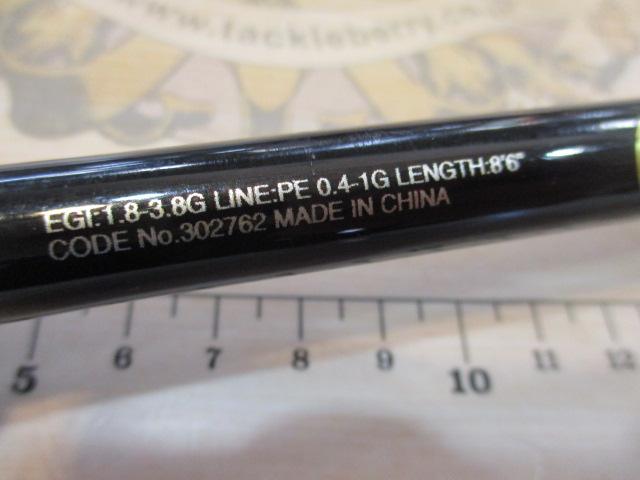 www.tackleberry.co.
EGI:1.8-3.8G LINE:PE 0.4-1G LENGTH:8'6"
CODE No.302762 MADE IN CHINA
5 6 7 8 9 10 11 12